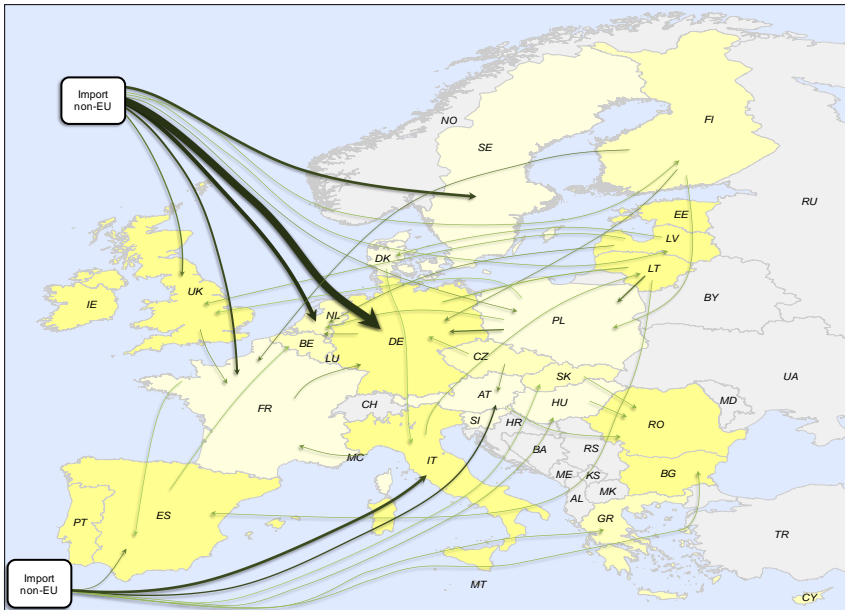 Import
non-EU
FI
NO
SE
RU
EE
LV
DK
LT
IE
UK
BY
NL
PL
BE
DE
LU
CZ
UA
SK
AT
FR
CH
HU
MD
SI
HR
RO
BA
RS
MC
IT
ME
KS
BG
MK
AL
PT
ES
GR
TR
Import
non-EU
MT
CY